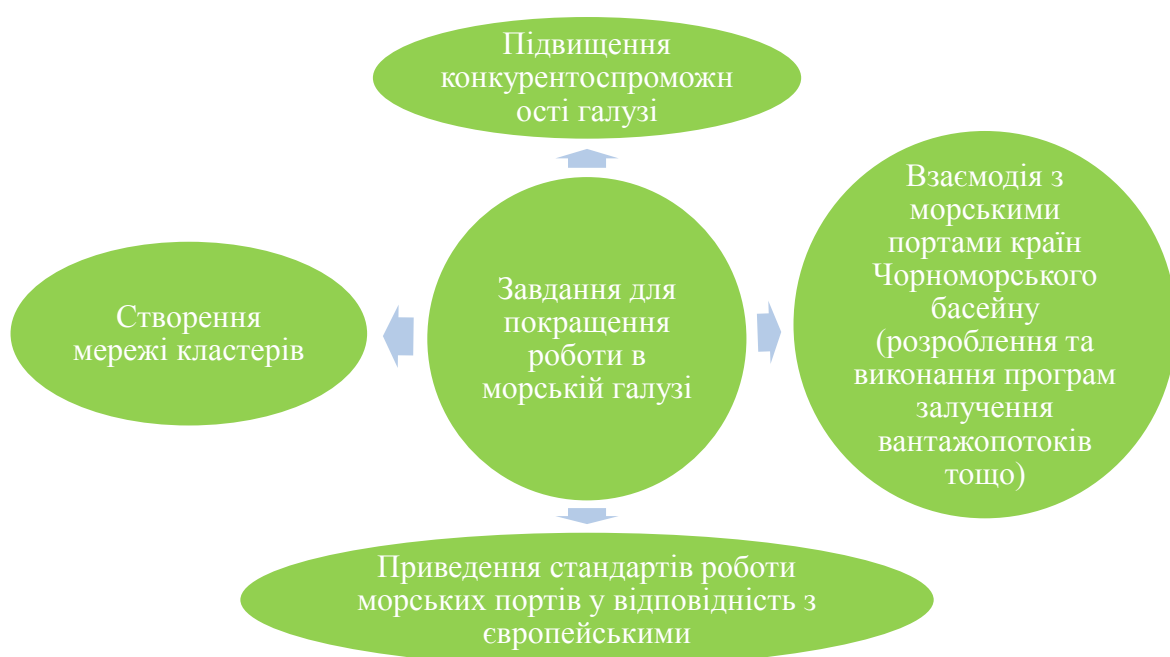 Підвищення
конкурентоспроможн
ості галузі
Взаємодія з
морськими
портами країн
Чорноморського
басейну
(розроблення та
виконання програм
залучення
вантажопотоків
тощо)
Завдання для
покращення
роботи в
морській галузі
Створення
мережі кластерів
Приведення стандартів роботи
морських портів у відповідність з
європейськими